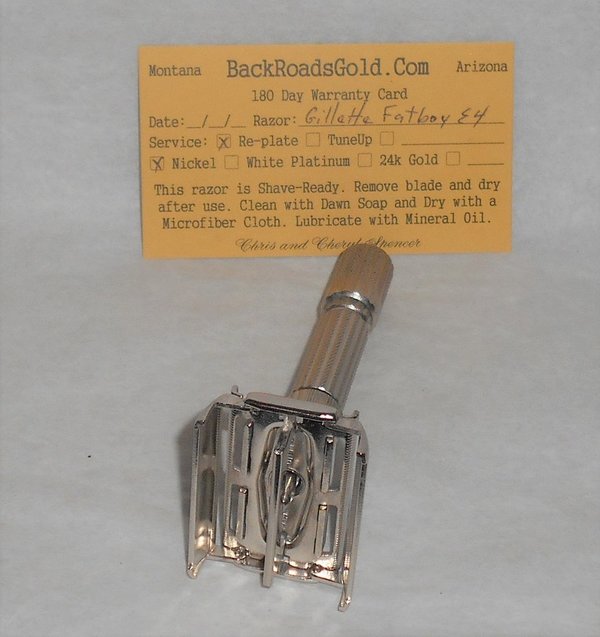 Montana BackRoadsGold.Com Arizona
180 Day Warranty Card
Date:_/_/_ Razor: Gillette Fatboy E4
Service: ☒ Re-plate ☐ TuneUp ☐ ______
☒ Nickel ☐ White Platinum ☐ 24k Gold ☐ ______
This razor is Shave-Ready. Remove blade and dry
after use. Clean with Dawn Soap and Dry with a
Microfiber Cloth. Lubricate with Mineral Oil.
Chris and Cheryl Spencer